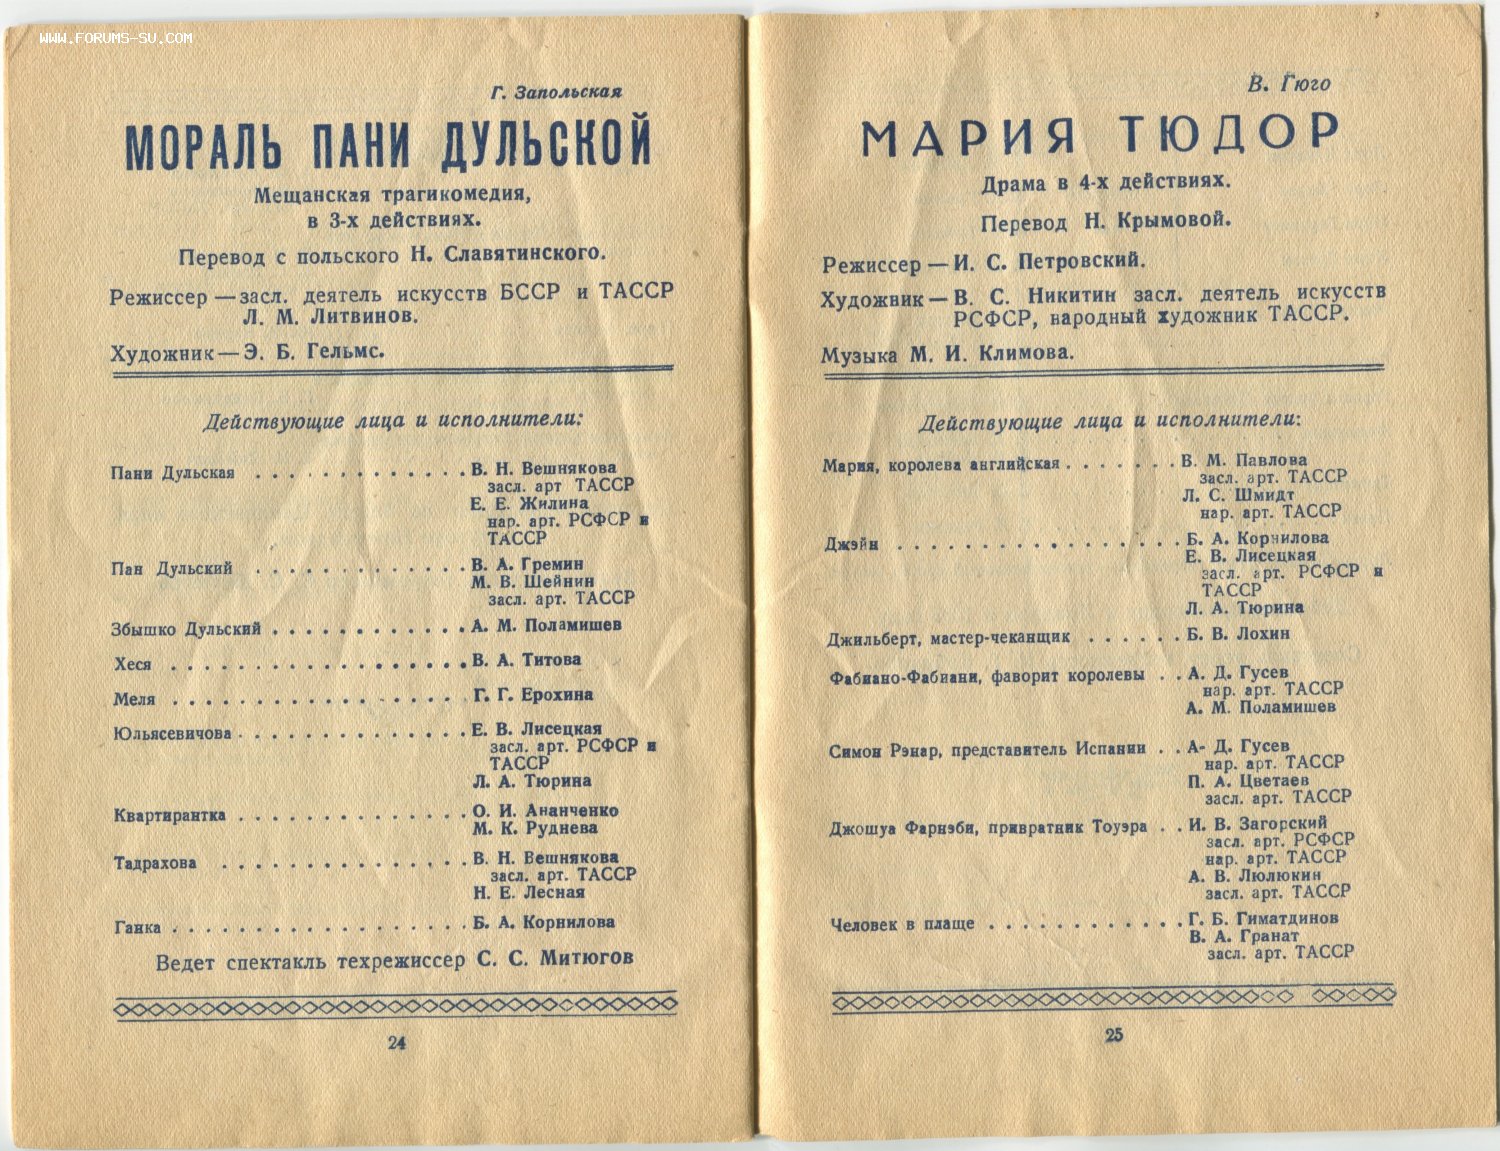 WWW.FORUMS-SU.COM
Г. Запольская
МОРАЛЬ ПАНИ ДУЛЬСКОЙ
Мещанская трагикомедия,
в 3-х действиях.
Перевод с польского Н. Славятинского.
Режиссер — засл. деятель искусств БССР и ТАССР
Л. М. Литвинов.
Художник — Э. Б. Гельмс.
Действующие лица и исполнители:
Пани Дульская . . . . . . . . . . . . . В. Н. Вешнякова
засл. арт ТАССР
Е. Е. Жилина
нар. арт. РСФСР и
ТАССР
Пан Дульский . . . . . . . . . . . . . В. А. Гремин
М. В. Шейнин
засл. арт. ТАССР
Збышко Дульский . . . . . . . . . . . . А. М. Поламишев
Хеся . . . . . . . . . . . . . . . . . В. А. Титова
Меля . . . . . . . . . . . . . . . . . Г. Г. Ерохина
Юльясевичова . . . . . . . . . . . . . Е. В. Лисецкая
засл. арт. РСФСР и
ТАССР
Л. А. Тюрина
Квартирантка . . . . . . . . . . . . . О. И. Ананченко
М. К. Руднева
Тадрахова . . . . . . . . . . . . . . В. Н. Вешнякова
засл. арт. ТАССР
Н. Е. Лесная
Ганка . . . . . . . . . . . . . . . . Б. А. Корнилова
Ведет спектакль техрежиссер С. С. Митюгов
24
В. Гюго
МАРИЯ ТЮДОР
Драма в 4-х действиях.
Перевод Н. Крымовой.
Режиссер — И. С. Петровский.
Художвик — В. С. Никитин засл. деятель искусств
РСФСР, народный художник ТАССР.
Музыка М. И. Климова.
Действующие лица и исполнители:
Мария, королева английская . . . . . . . В. М. Павлова
засл. арт. ТАССР
Л. С. Шмидт
нар. арт. ТАССР
Джэйн . . . . . . . . . . . . . . . . . Б. А. Корнилова
Е. В. Лисецкая
засл. арт. РСФСР и
ТАССР
Л. А. Тюрина
Джильберт, мастер-чеканщик . . . . . . Б. В. Лохин
Фабиано-Фабиани, фаворит королевы . . А. Д. Гусев
нар. арт. ТАССР
А. М. Поламишев
Симон Рэнар, представитель Испании . . А- Д. Гусев
нар. арт. ТАССР
П. А. Цветаев
засл. арт. ТАССР
Джошуа Фарнэби, привратник Тоуэра . . И. В. Загорский
засл. арт. РСФСР
нар. арт. ТАССР
А. В. Люлюкин
засл. арт. ТАССР
Человек в плаще . . . . . . . . . . . . Г. Б. Гиматдинов
В. А. Гранат
засл. арт. ТАССР
25